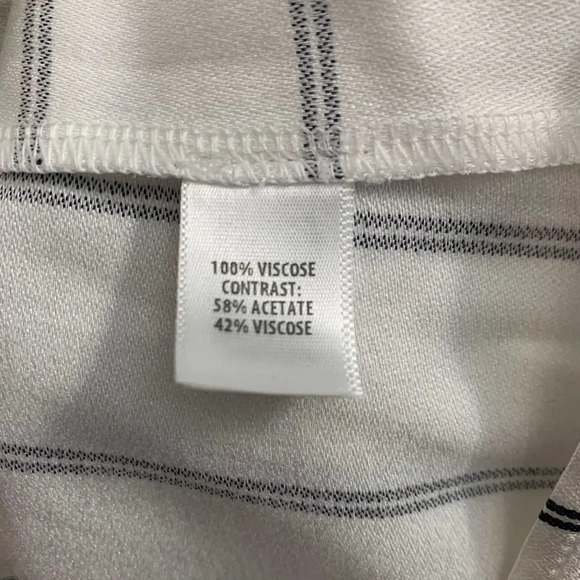 100% VISCOSE
CONTRAST:
58% ACETATE
42% VISCOSE